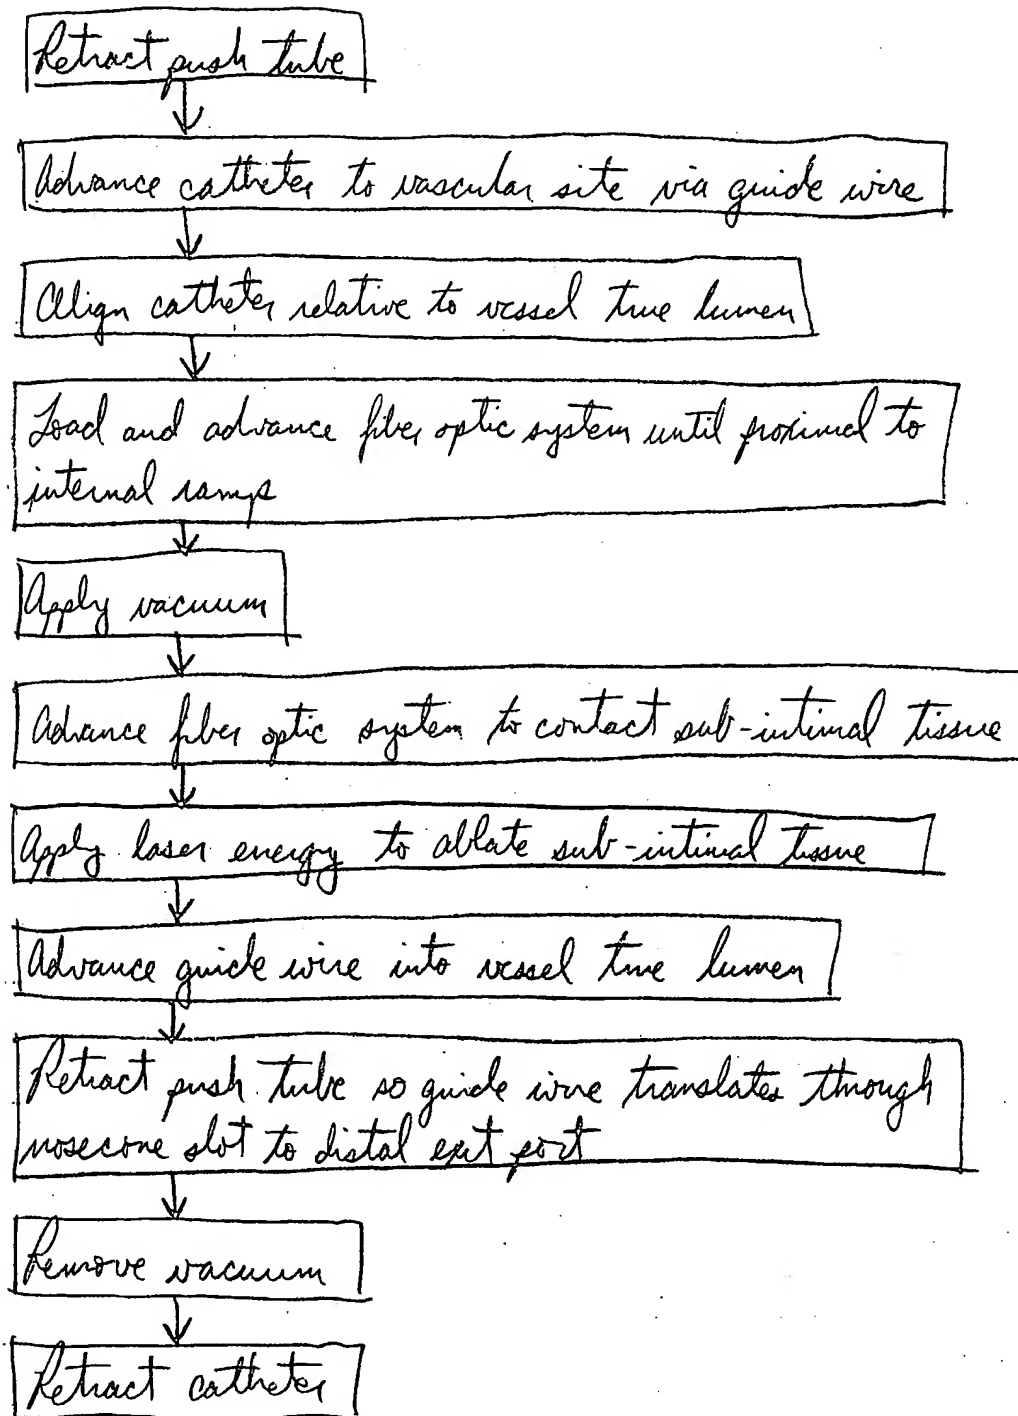 Retract push tube
Advance catheter to vascular site via guide wire
Align catheter relative to vessel true lumen
Load and advance fiber optic system until proximal to
internal ramp
Apply vacuum
Advance fiber optic system to contact sub-intimal tissue
Apply laser energy to ablate sub-intimal tissue
Advance guide wire into vessel true lumen
Retract push tube so guide wire translates through
nosecone slot to distal exit port
Remove vacuum
Retract catheter